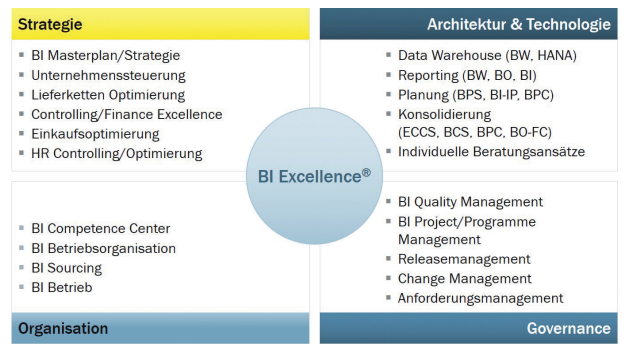 Strategie
BI Masterplan/Strategie
Unternehmenssteuerung
Lieferketten Optimierung
Controlling/Finance Excellence
Einkaufsoptimierung
HR Controlling/Optimierung
Architektur & Technologie
Data Warehouse (BW, HANA)
Reporting (BW, BO, BI)
Planung (BPS, BI-IP, BPC)
Konsolidierung
(ECCS, BCS, BPC, BO-FC)
Individuelle Beratungsansätze
BI Excellence®
BI Competence Center
BI Betriebsorganisation
BI Sourcing
BI Betrieb
Organisation
BI Quality Management
BI Project/Programme
Management
Releasemanagement
Change Management
Anforderungsmanagement
Governance